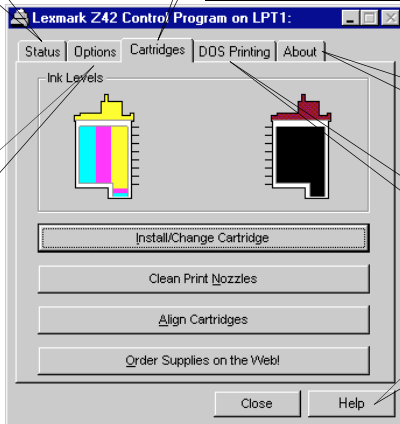 Lexmark Z42 Control Program on LPT1:
Status Options Cartridges DOS Printing About
Ink Levels
Install/Change Cartridge
Clean Print Nozzles
Align Cartridges
Order Supplies on the Web!
Close Help